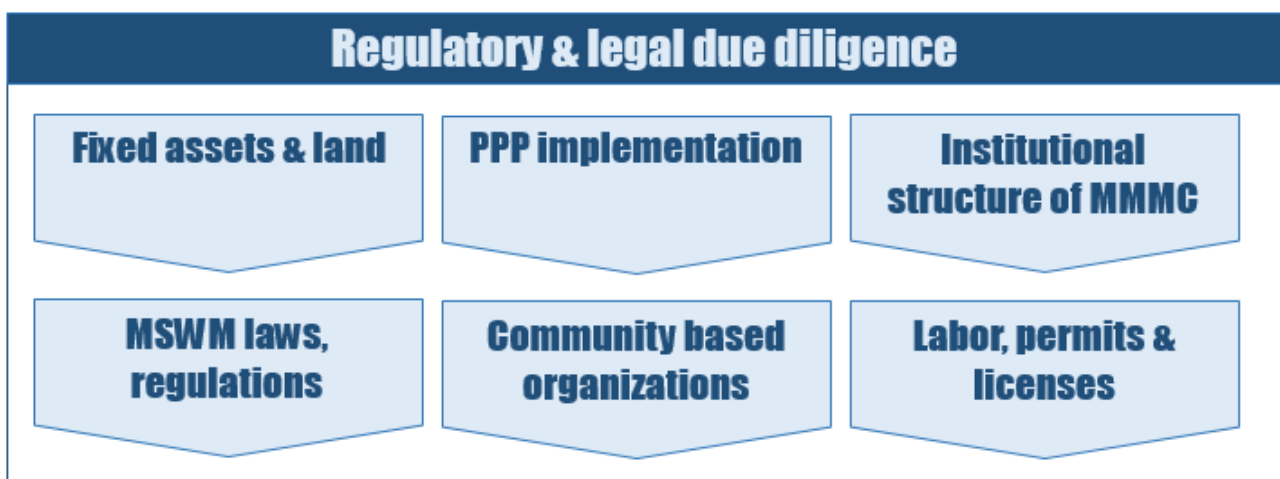 Regulatory & legal due diligence
Fixed assets & land
PPP implementation
Institutional
structure of MMMC
MSWM laws,
regulations
Community based
organizations
Labor, permits &
licenses